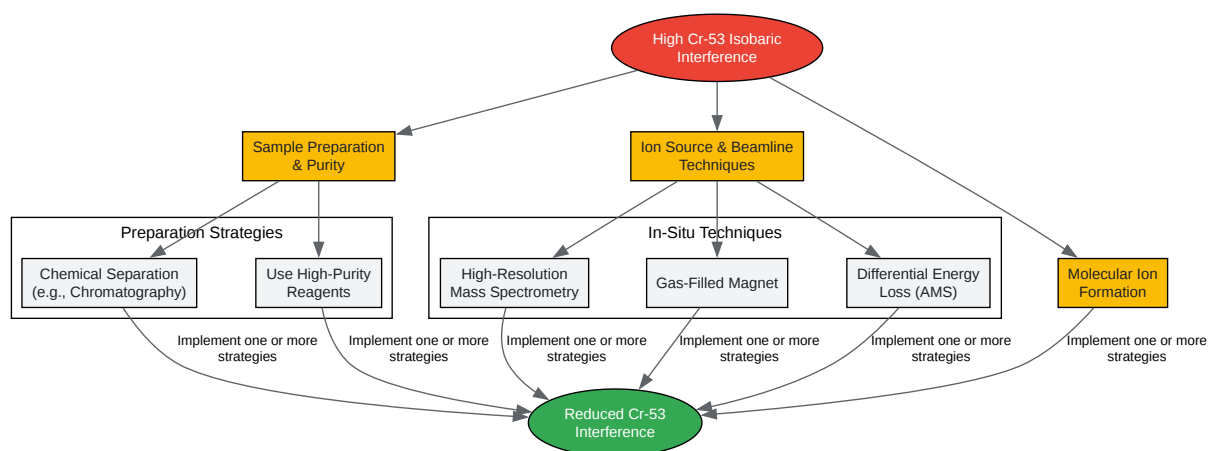 High Cr-53 Isobaric
Interference
Sample Preparation
& Purity
Ion Source & Beamline
Techniques
Preparation Strategies
In-Situ Techniques
Chemical Separation
(e.g., Chromatography)
Use High-Purity
Reagents
High-Resolution
Mass Spectrometry
Gas-Filled Magnet
Differential Energy
Loss (AMS)
Molecular Ion
Formation
Implement one or more
strategies
Implement one or more
strategies
Implement one or more
strategies
Implement one or more
strategies
Implement one or more
strategies
Implement one or more
strategies
Reduced Cr-53
Interference